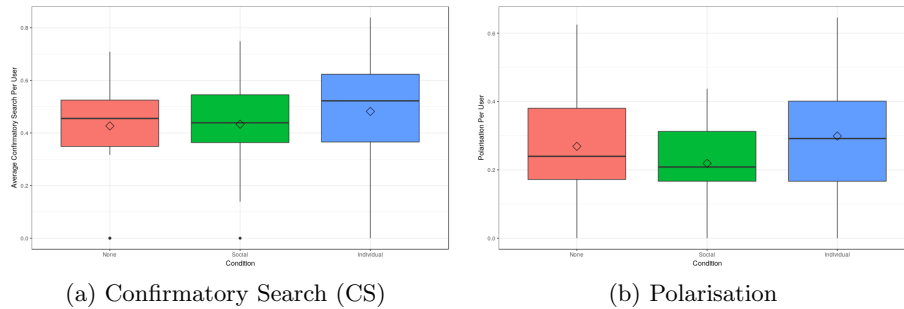 Average Confirmatory Search Per User
0.8
0.6
0.4
0.2
0.0
None
Social
Individual
Condition
(a) Confirmatory Search (CS)
Polarisation Per User
0.6
0.4
0.2
0.0
None
Social
Individual
Condition
(b) Polarisation